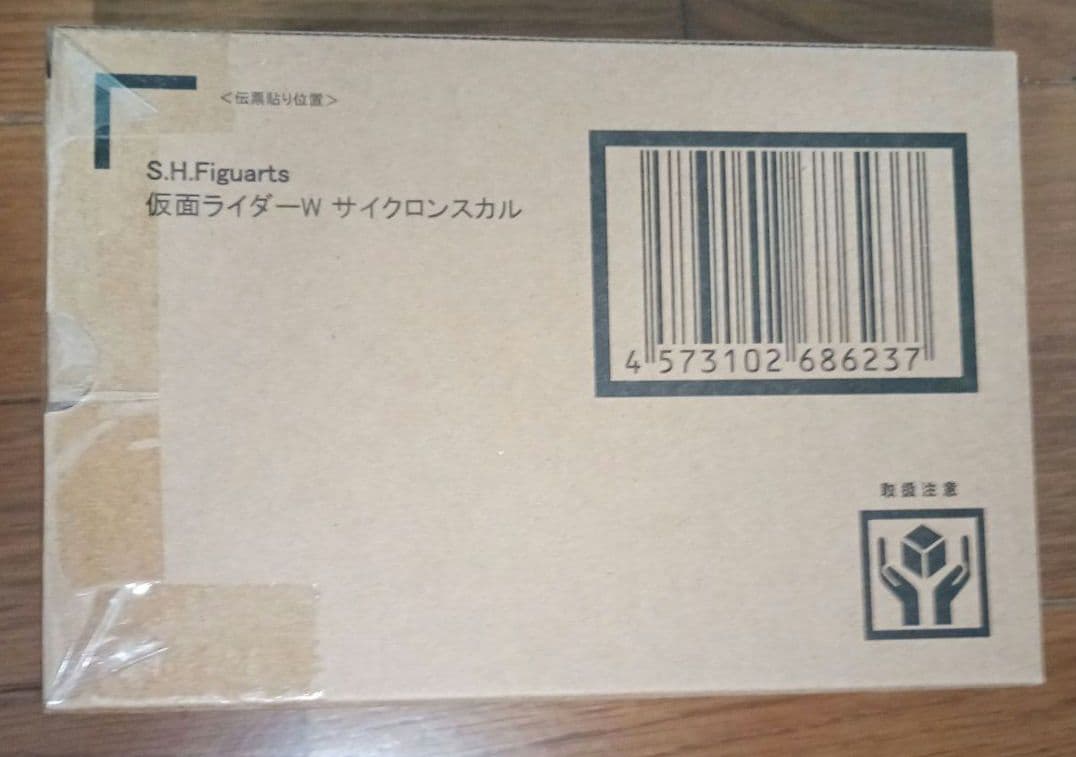 <伝票貼り位置>
S.H.Figuarts
仮面ライダーW サイクロンスカル
4 573102 686237
取扱注意